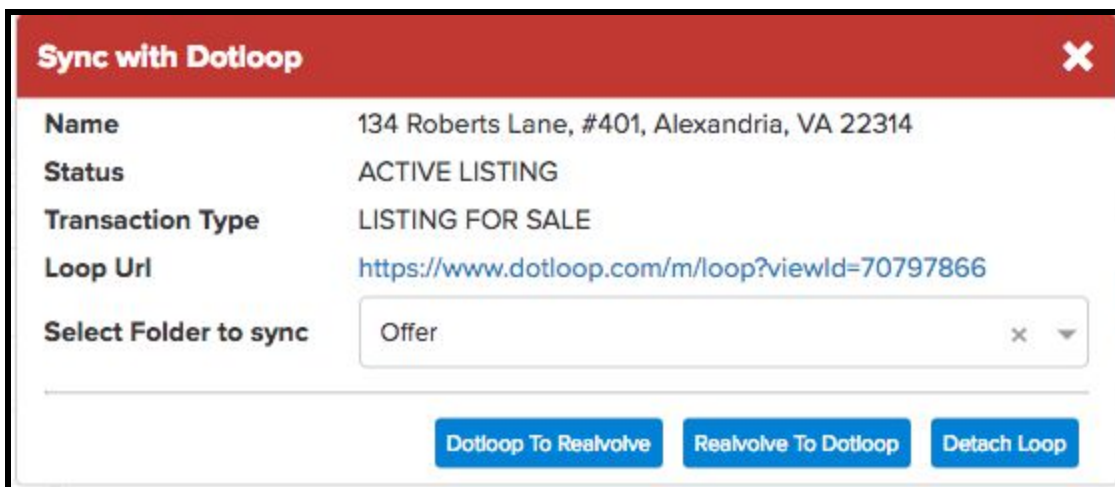 Sync with Dotloop
Name 134 Roberts Lane, #401, Alexandria, VA 22314
Status ACTIVE LISTING
Transaction Type LISTING FOR SALE
Loop Url https://www.dotloop.com/m/loop?viewId=70797866
Select Folder to sync Offer
Dotloop To Realvolve Realvolve To Dotloop Detach Loop